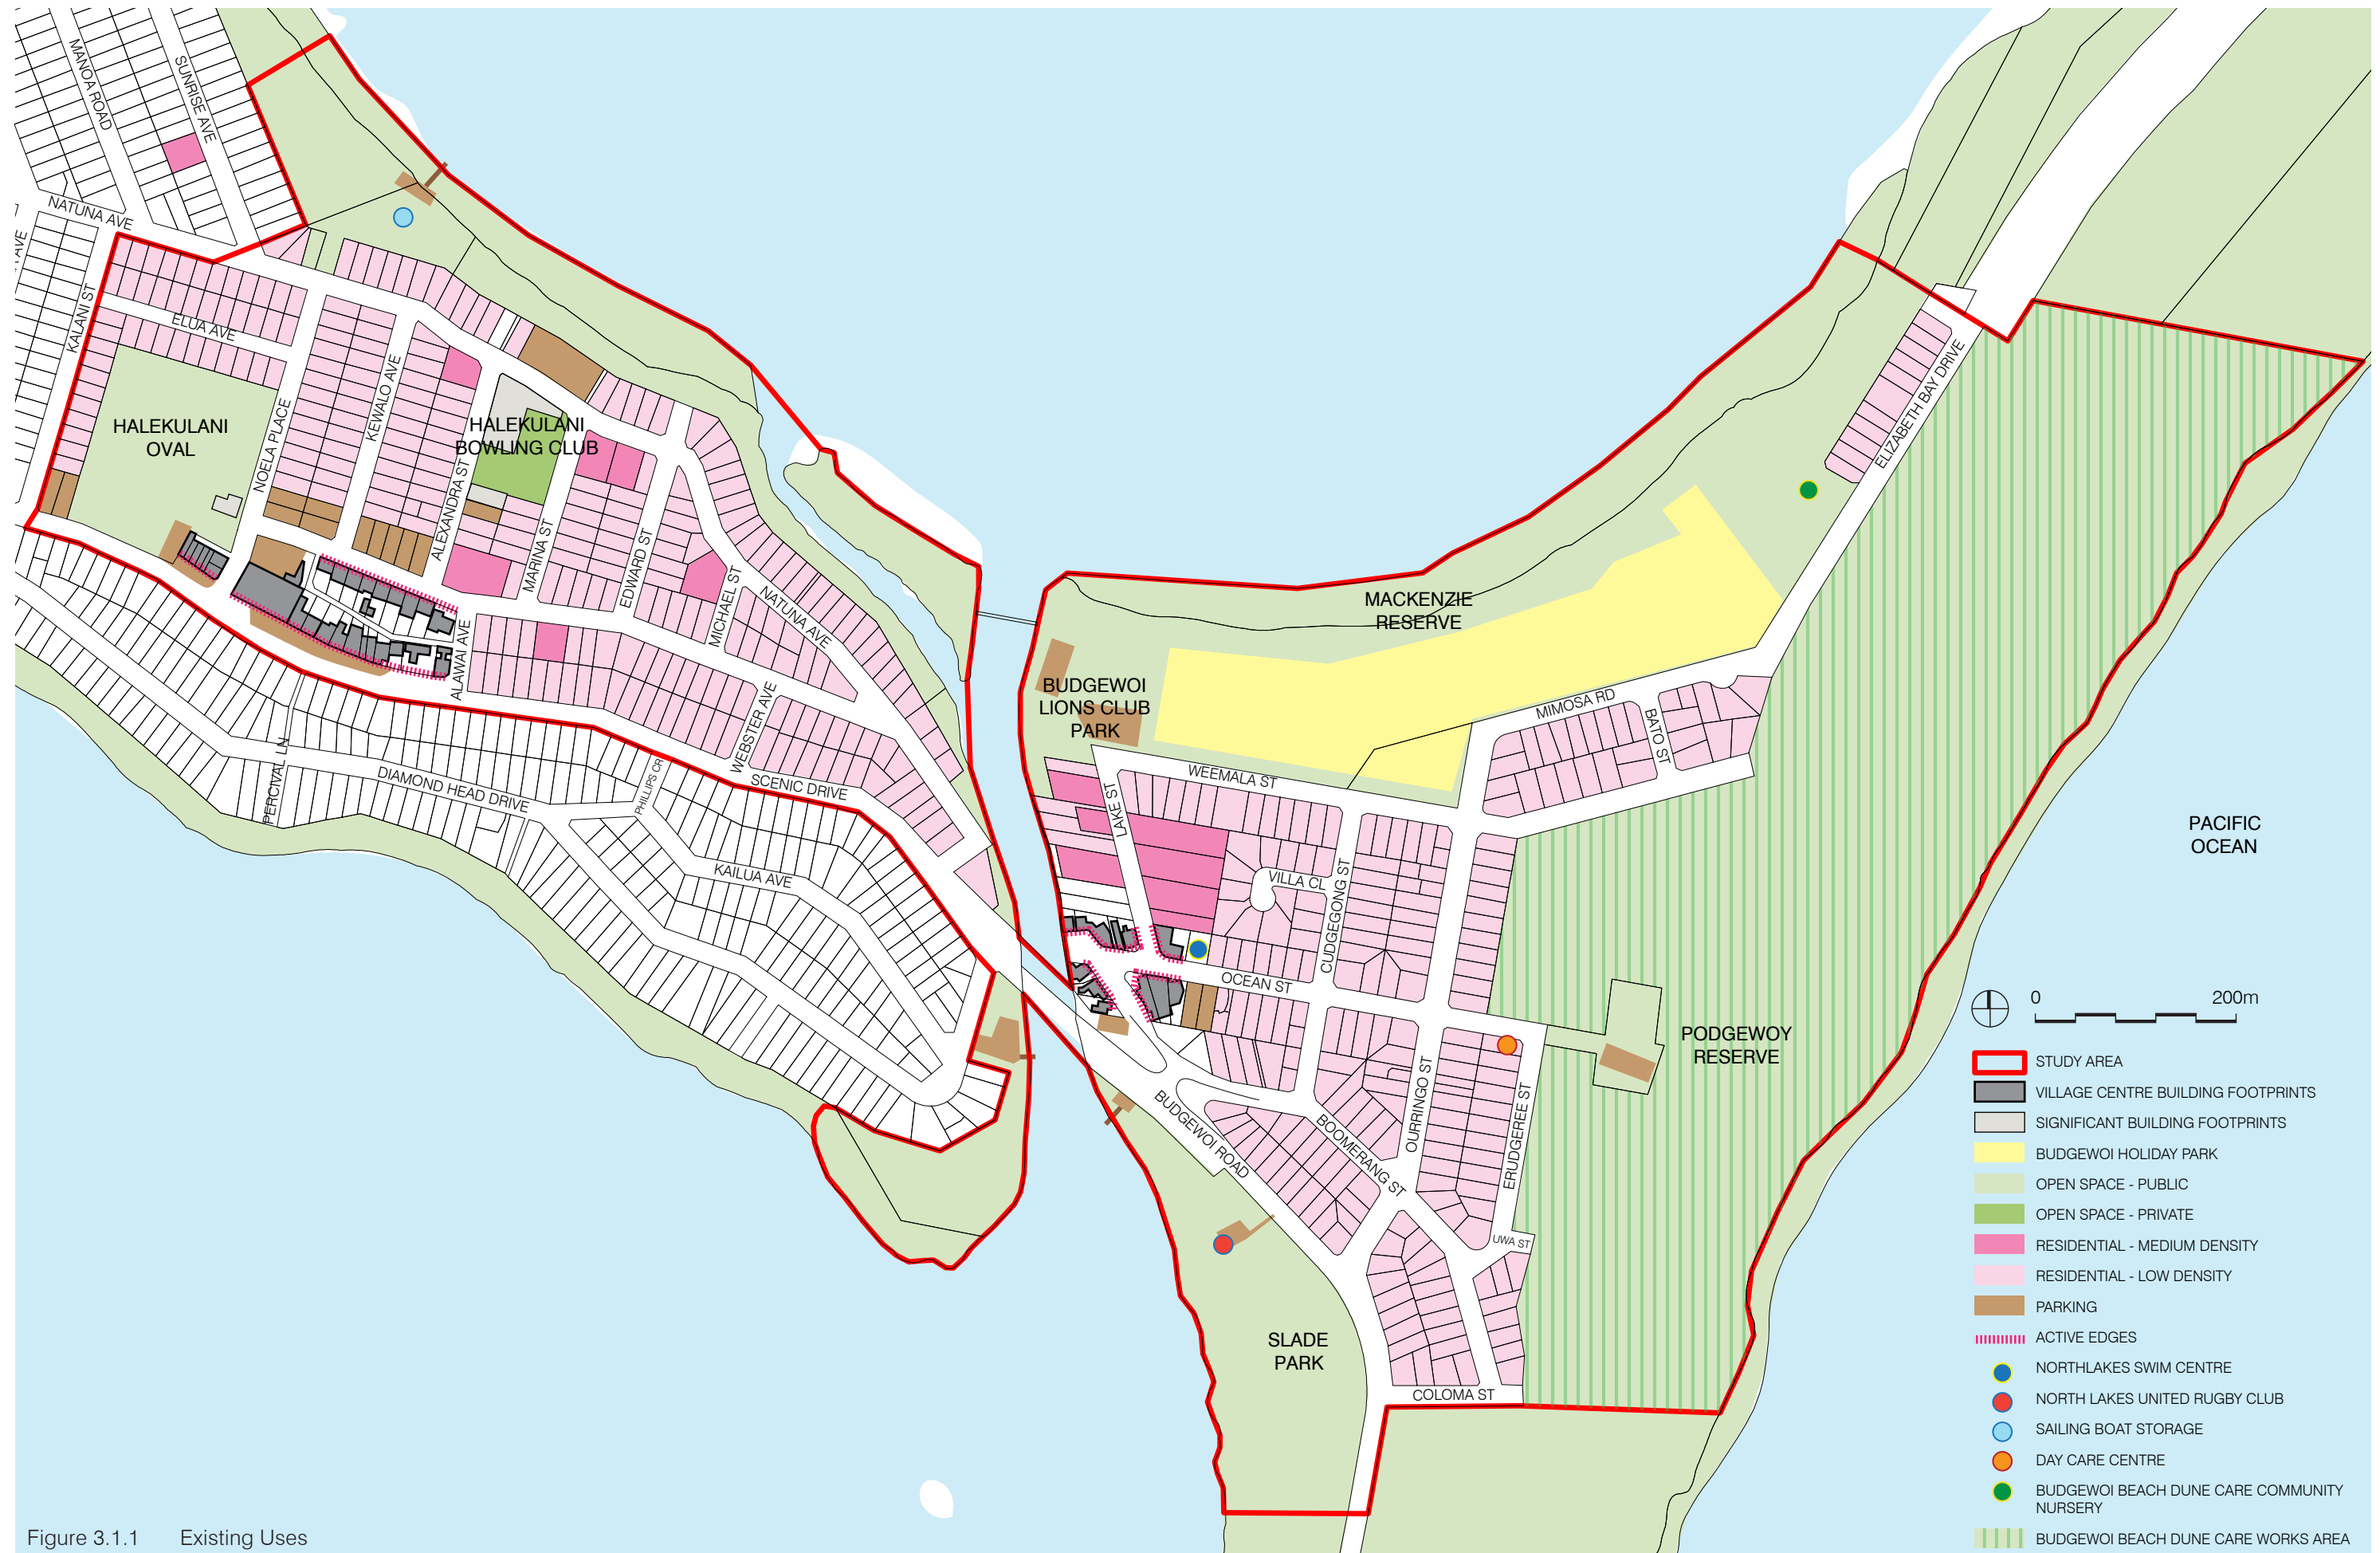 MANOA ROAD
SUNRISE AVE
NATUNA AVE
AVE
KALANI ST
ELUA AVE
HALEKULANI
OVAL
NOELA PLACE
KEWALO AVE
HALEKULANI
BOWLING CLUB
ALEXANDRA ST
MARINA ST
EDWARD ST
MICHAEL ST
NATUNA AVE
ALAWAI AVE
WEBSTER AVE
SCENIC DRIVE
PERCIVAL LN
DIAMOND HEAD DRIVE
PHILLIPS CR
KAILUA AVE
ELIZABETH BAY DRIVE
MACKENZIE
RESERVE
BUDGEWOI
LIONS CLUB
PARK
MIMOSA RD
BATO ST
WEEMALA ST
LAKE ST
VILLA CL
CUDGEGONG ST
OCEAN ST
PACIFIC
OCEAN
PODGEWOY
RESERVE
BUDGEWOI ROAD
BOOMERANG ST
OURRINGO ST
ERUDGEREE ST
UWA ST
SLADE
PARK
COLOMA ST
0 200m
STUDY AREA
VILLAGE CENTRE BUILDING FOOTPRINTS
SIGNIFICANT BUILDING FOOTPRINTS
BUDGEWOI HOLIDAY PARK
OPEN SPACE - PUBLIC
OPEN SPACE - PRIVATE
RESIDENTIAL - MEDIUM DENSITY
RESIDENTIAL - LOW DENSITY
PARKING
ACTIVE EDGES
NORTHLAKES SWIM CENTRE
NORTH LAKES UNITED RUGBY CLUB
SAILING BOAT STORAGE
DAY CARE CENTRE
BUDGEWOI BEACH DUNE CARE COMMUNITY
NURSERY
BUDGEWOI BEACH DUNE CARE WORKS AREA
Figure 3.1.1 Existing Uses